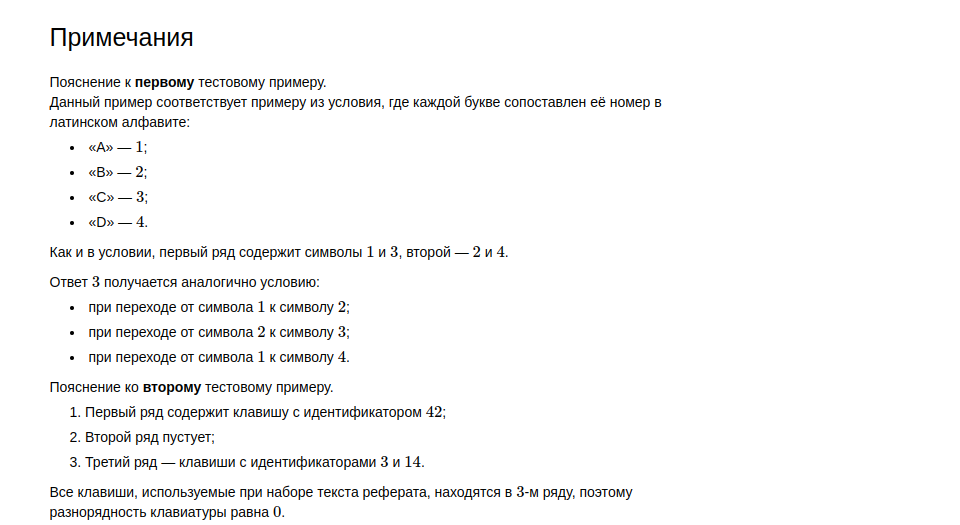 Примечания
Пояснение к первому тестовому примеру.
Данный пример соответствует примеру из условия, где каждой букве сопоставлен её номер в
латинском алфавите:
• «A» — 1;
• «B» — 2;
• «C» — 3;
• «D» — 4.
Как и в условии, первый ряд содержит символы 1 и 3, второй — 2 и 4.
Ответ 3 получается аналогично условию:
• при переходе от символа 1 к символу 2;
• при переходе от символа 2 к символу 3;
• при переходе от символа 1 к символу 4.
Пояснение ко второму тестовому примеру.
1. Первый ряд содержит клавишу с идентификатором 42;
2. Второй ряд пустует;
3. Третий ряд — клавиши с идентификаторами 3 и 14.
Все клавиши, используемые при наборе текста реферата, находятся в 3-м ряду, поэтому
разнорядность клавиатуры равна 0.